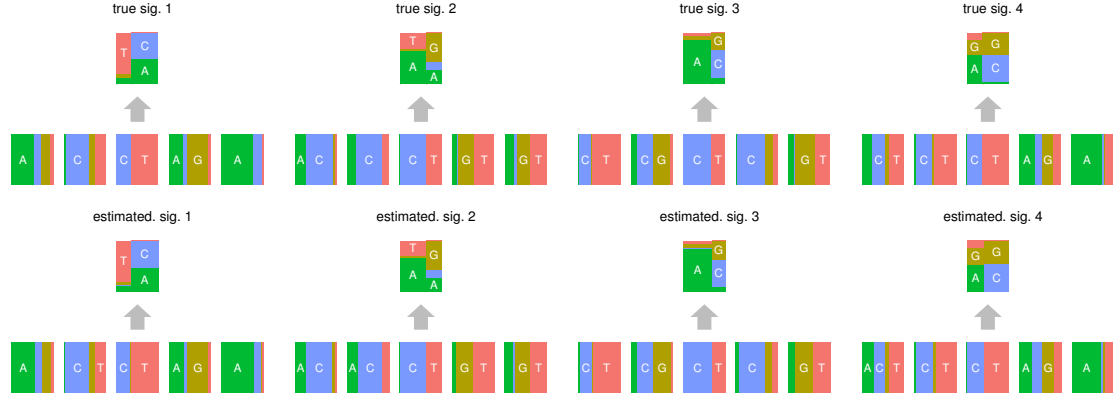 true sig. 1 true sig. 2 true sig. 3 true sig. 4
T C T G G G G
A A A A C A C
A C C T A G A A C C C T G T G T C T C G C T C G T C T C T C T A G A
estimated. sig. 1 estimated. sig. 2 estimated. sig. 3 estimated. sig. 4
T C T G G G G
A A A A C A C
A C T C T A G A A C A C C T G T G T C T C G C T C G T A C T C T C T A G A